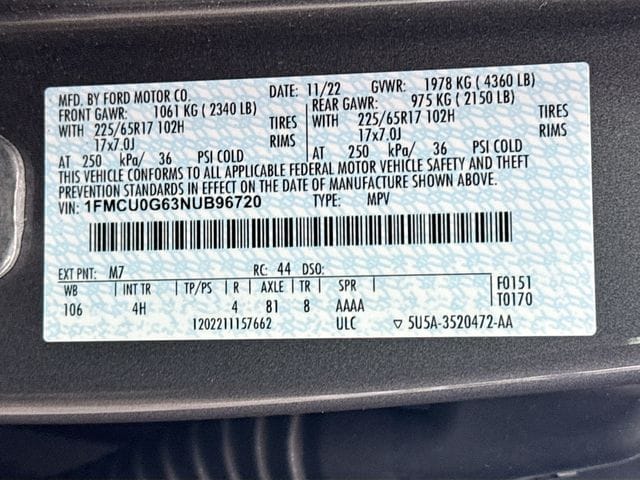 MFD. BY FORD MOTOR CO. DATE: 11/22 GVWR: 1978 KG ( 4360 LB)
FRONT GAWR: 1061 KG ( 2340 LB) REAR GAWR: 975 KG ( 2150 LB)
WITH 225/65R17 102H TIRES WITH 225/65R17 102H TIRES
17x7.0J RIMS 17x7.0J RIMS
AT 250 kPa/ 36 PSI COLD AT 250 kPa/ 36 PSI COLD
THIS VEHICLE CONFORMS TO ALL APPLICABLE FEDERAL MOTOR VEHICLE SAFETY AND THEFT
PREVENTION STANDARDS IN EFFECT ON THE DATE OF MANUFACTURE SHOWN ABOVE.
VIN: 1FMCU0G63NUB96720 TYPE: MPV
EXT PNT: M7 RC: 44 DSO:
WB INT TR TP/PS R AXLE TR SPR F0151
106 4H 4 81 8 AAAA T0170
1202211157662 ULC 5U5A-3520472-AA